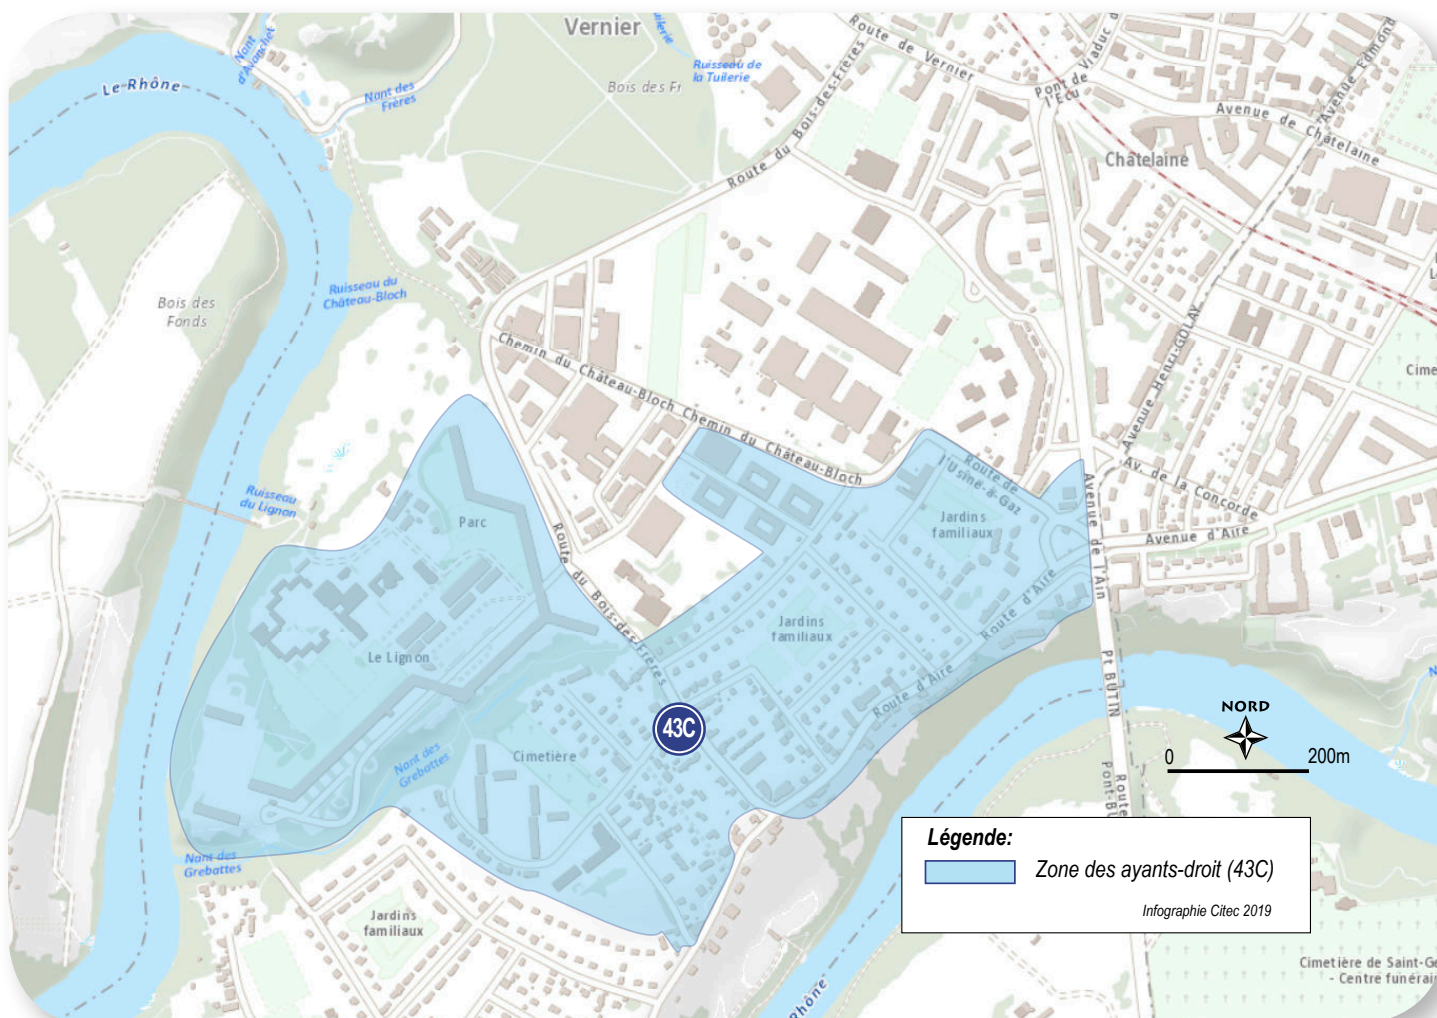 Vernier
Nant
d'Avanchet
Tuilerie
Ruisseau de
la Tuilerie
Le Rhône
Nant des
Frères
Bois des Fr
Route du Bois-des-Frères
Route de Vernier
Pont de
l'Ecu
Viaduc d
Avenue Edmond
Avenue de Châtelaine
Châtelaine
Ruisseau du
Château-Bloch
Bois des
Fonds
Chemin du Château-Bloch
Chemin du Château-Bloch
Avenue Henri-GOLAY
Cime
Av. de la Concorde
Avenue d'Aïre
Avenue de l'Ain
Route de
l'Usine-à-Gaz
Jardins
familiaux
Ruisseau
du Lignon
Parc
Route du Bois-des-Frères
Route d'Aïre
Jardins
familiaux
Le Lignon
Route d'Aïre
Pt BUTIN
43C
Cimetière
Nant des
Grebattes
NORD
0 200m
Route
Pont-Bu
Nant des
Grebattes
Jardins
familiaux
Légende:
Zone des ayants-droit (43C)
Infographie Citec 2019
Cimetière de Saint-Ge
- Centre funérair
Rhône